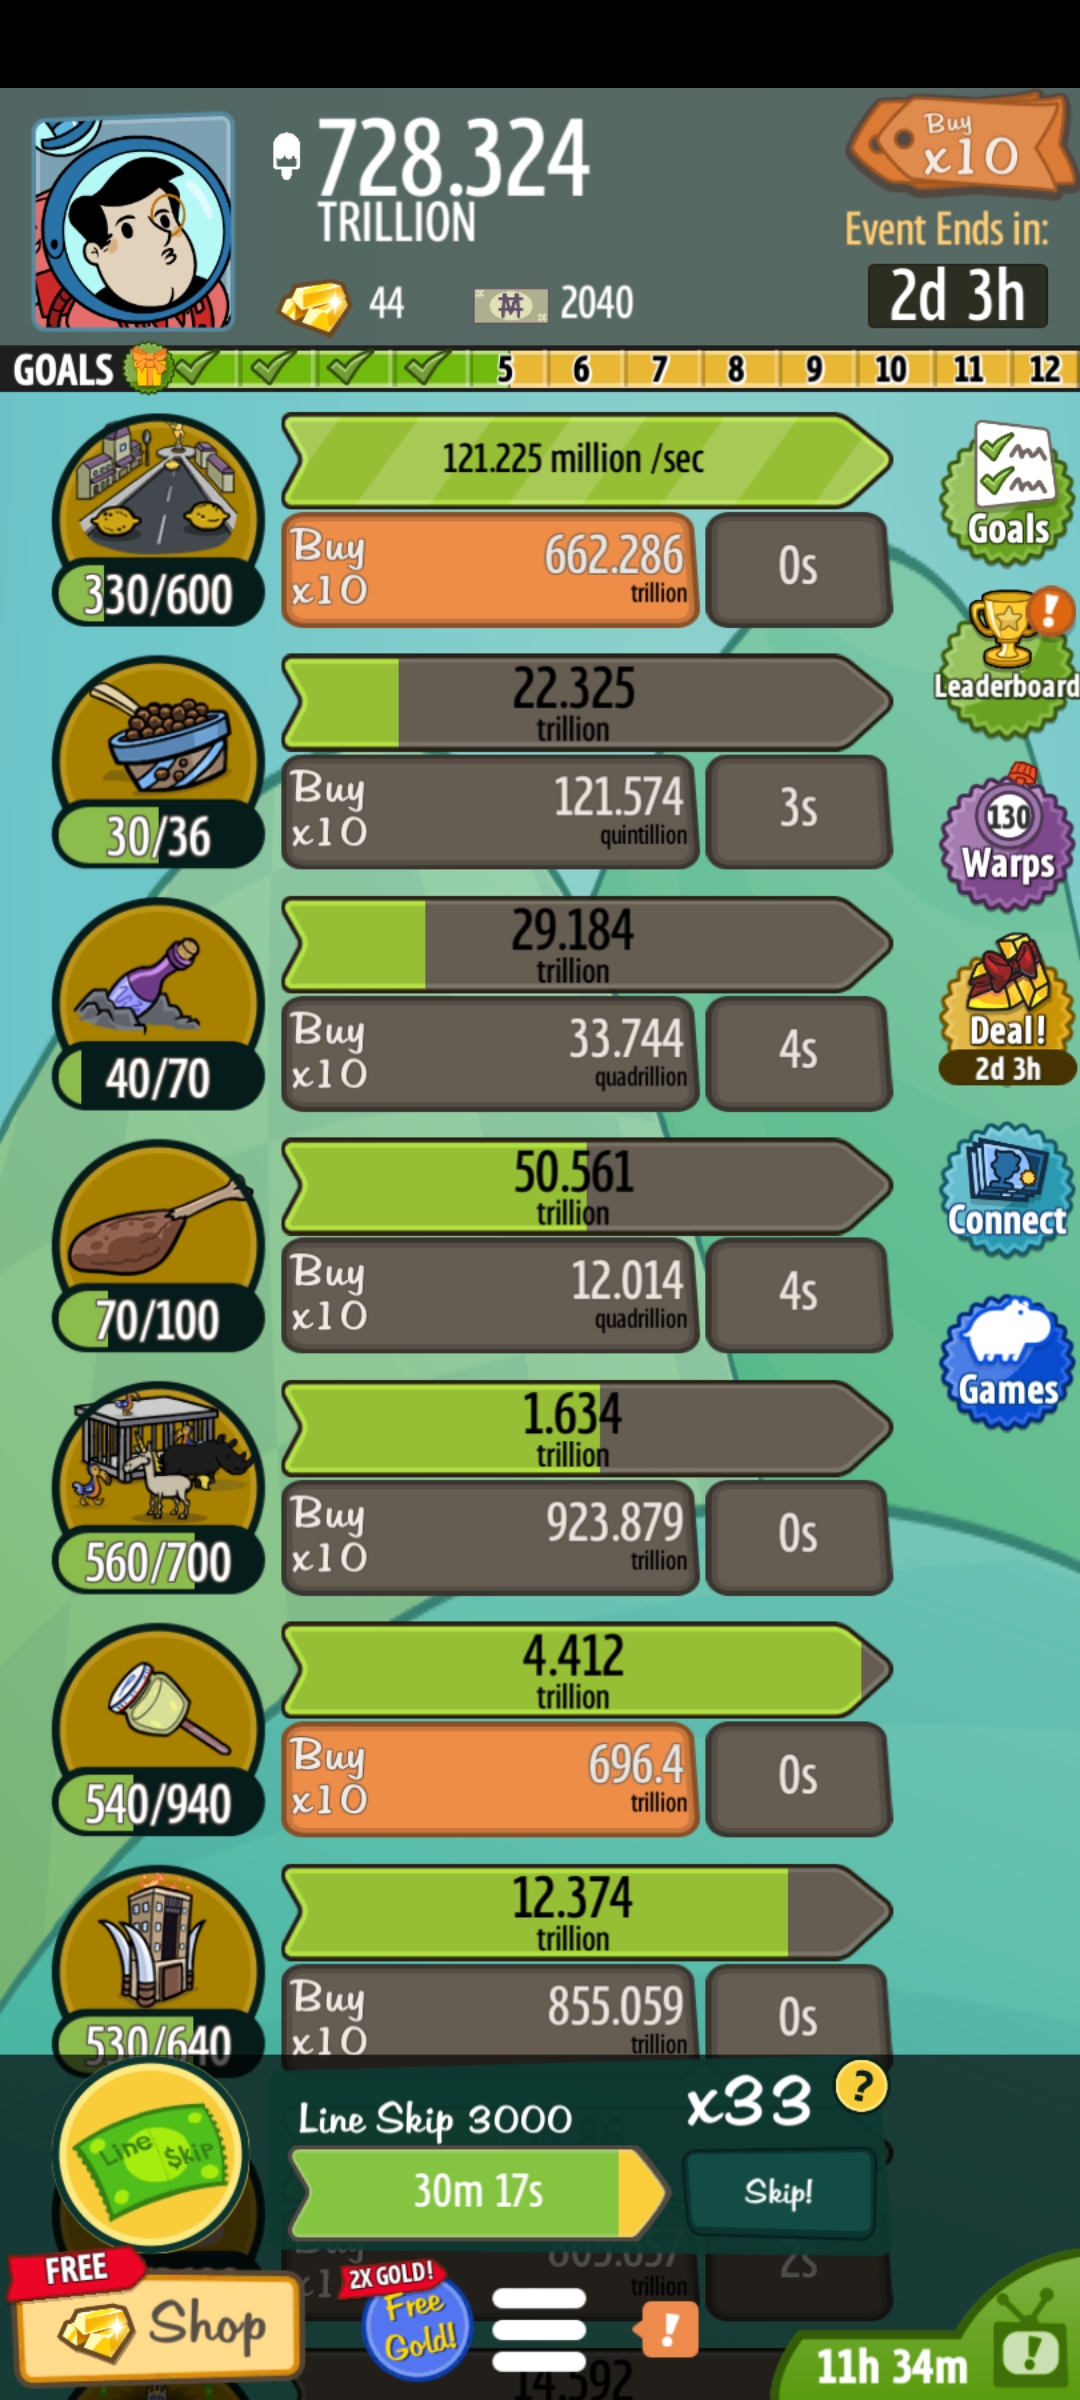 728.324
TRILLION
44
2040
Buy
x10
Event Ends in:
2d 3h
GOALS
5 6 7 8 9 10 11 12
121.225 million /sec
Buy
x10
662.286
trillion
0s
330/600
22.325
trillion
Buy
x10
121.574
quintillion
3s
30/36
29.184
trillion
Buy
x10
33.744
quadrillion
4s
40/70
50.561
trillion
Buy
x10
12.014
quadrillion
4s
70/100
1.634
trillion
Buy
x10
923.879
trillion
0s
560/700
4.412
trillion
Buy
x10
696.4
trillion
0s
540/940
12.374
trillion
Buy
x10
855.059
trillion
0s
530/640
Goals
Leaderboard
!
130
Warps
Deal!
2d 3h
Connect
Games
Line Skip
Line Skip 3000
x33
?
30m 17s
Skip!
Buy
trillion
2s
FREE
Shop
2X GOLD!
Free
Gold!
!
14.592
11h 34m
!